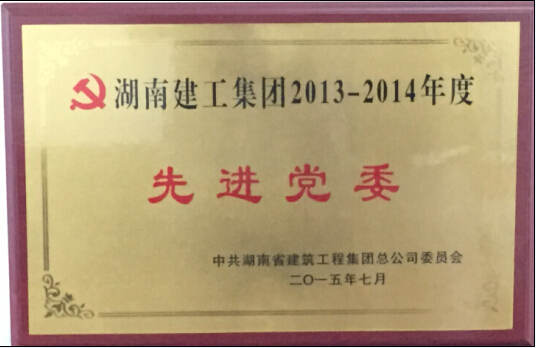 湖南建工集团2013-2014年度
先进党委
中共湖南省建筑工程集团总公司委员会
二〇一五年七月